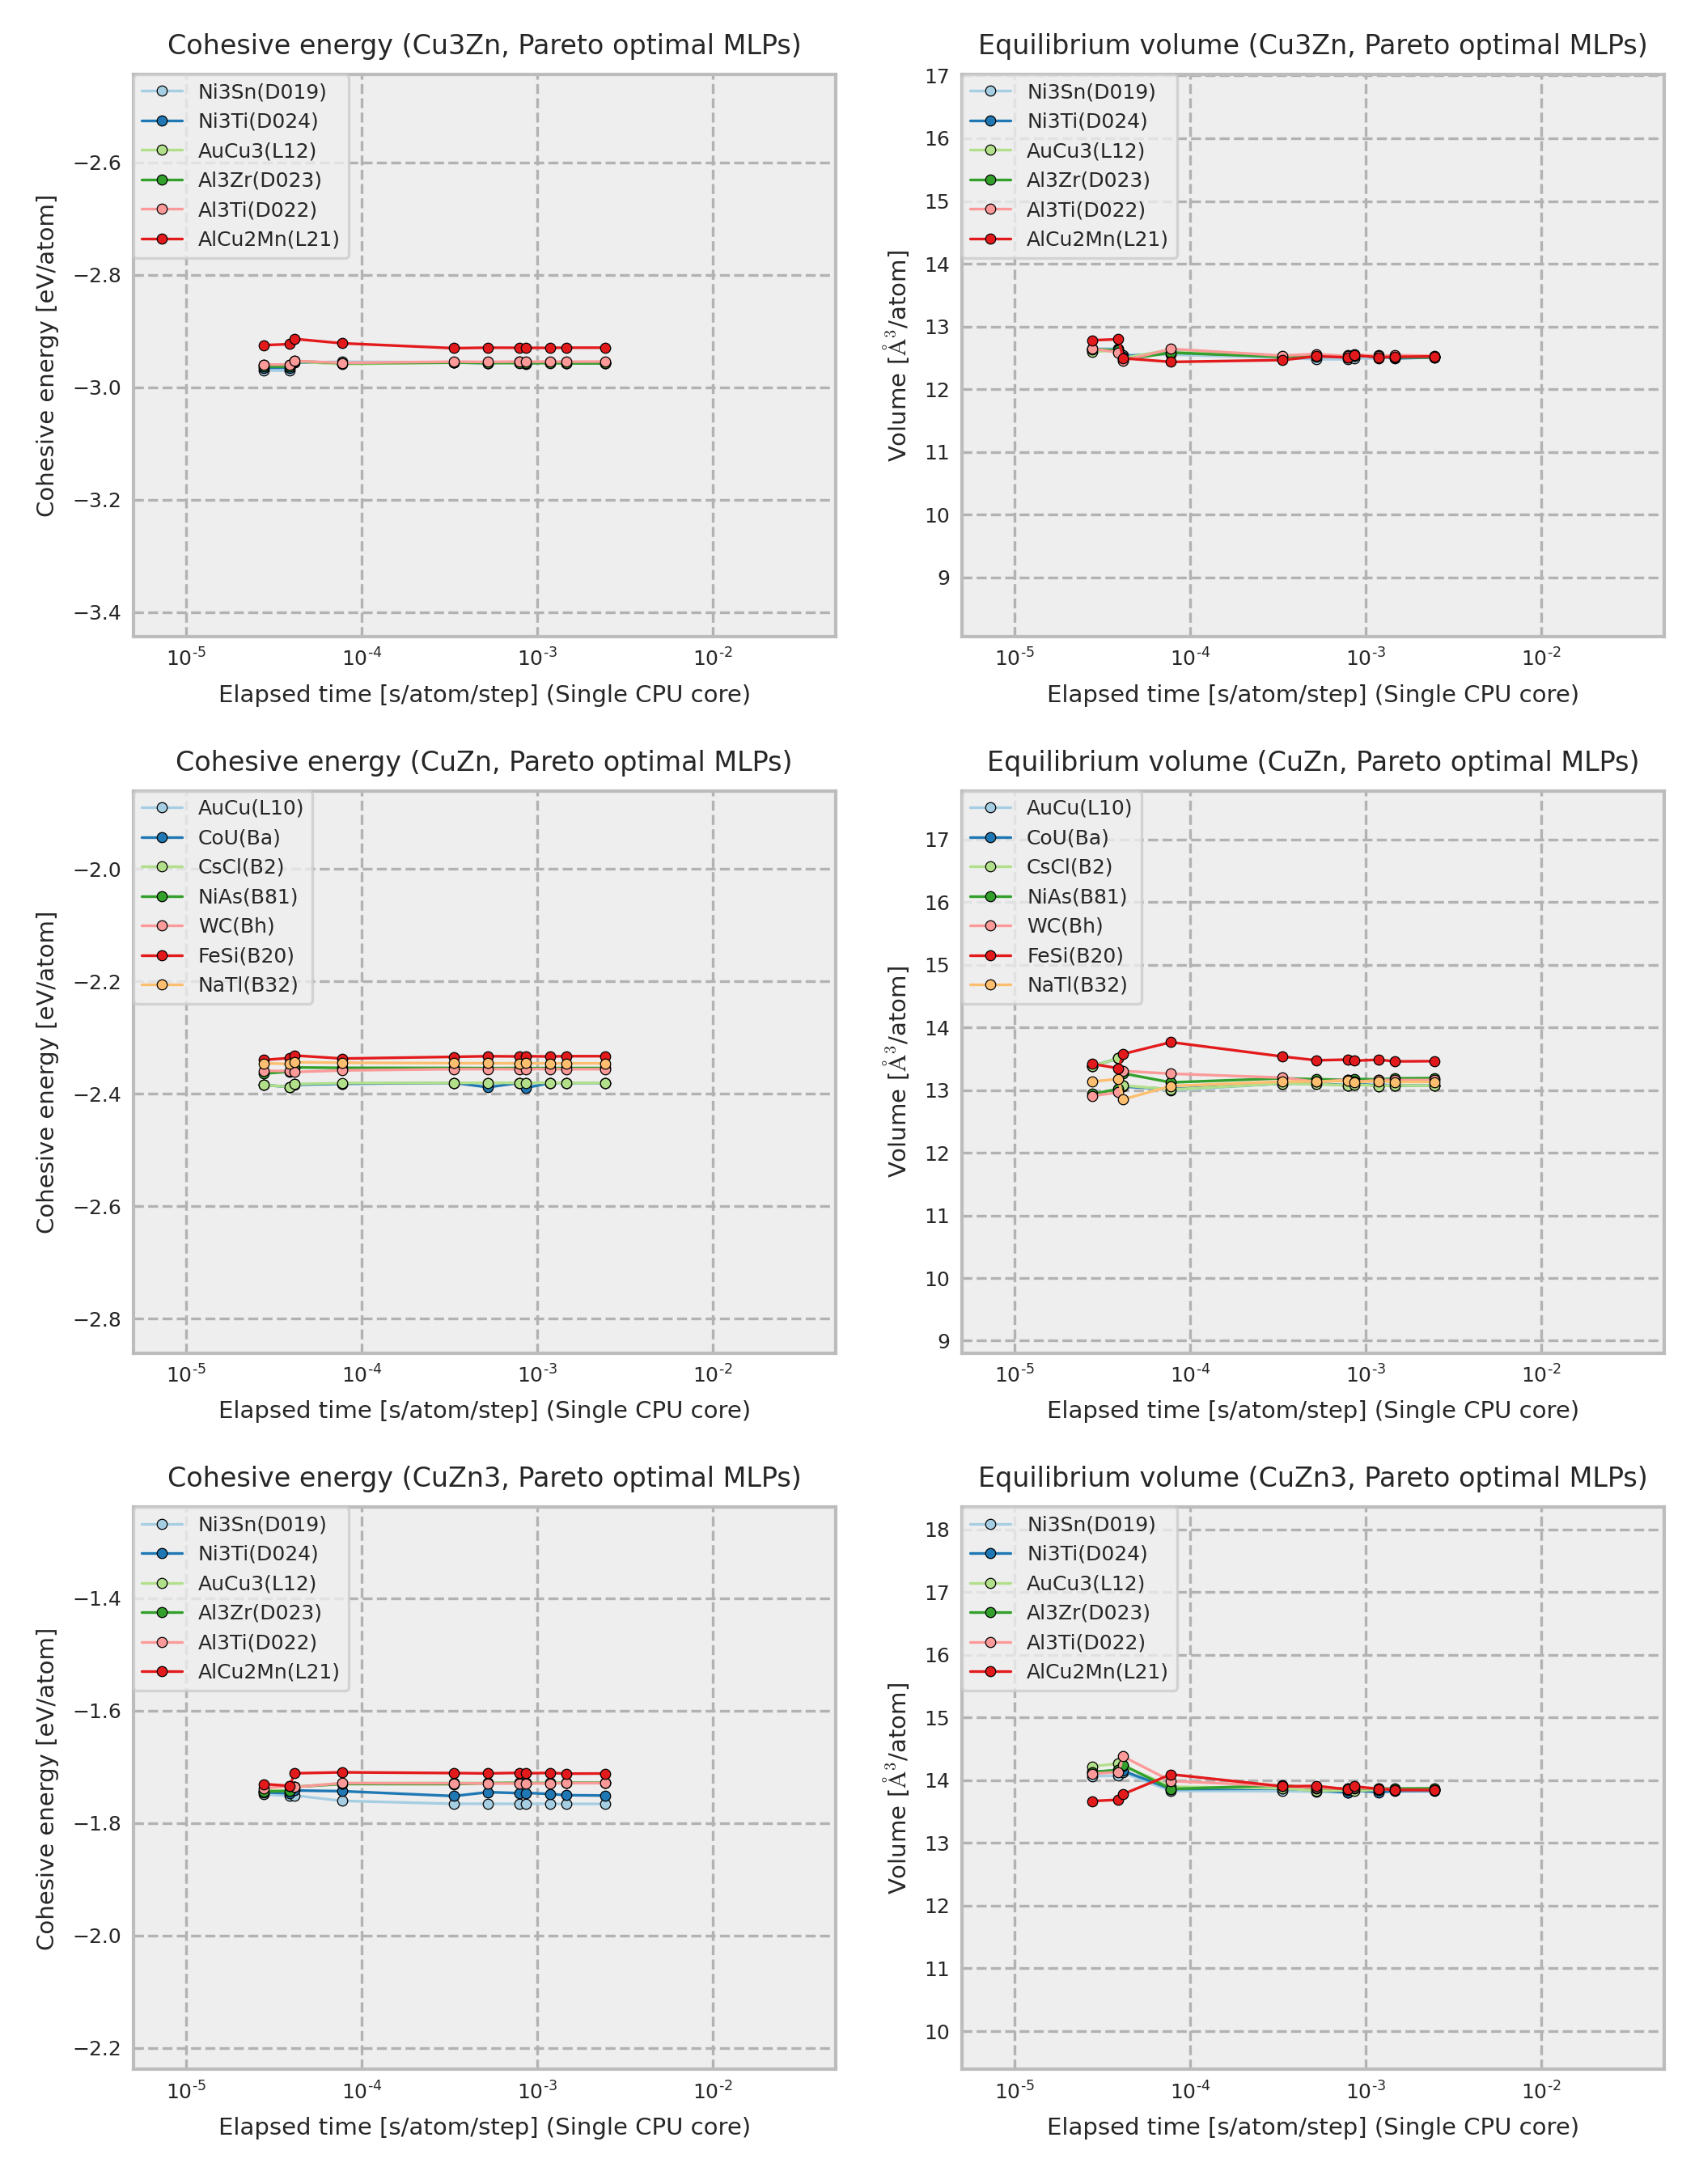 Cohesive energy (Cu3Zn, Pareto optimal MLPs)
Cohesive energy [eV/atom]
−2.6
−2.8
−3.0
−3.2
−3.4
Ni3Sn(D019)
Ni3Ti(D024)
AuCu3(L12)
Al3Zr(D023)
Al3Ti(D022)
AlCu2Mn(L21)
10-5 10-4 10-3 10-2
Elapsed time [s/atom/step] (Single CPU core)
Equilibrium volume (Cu3Zn, Pareto optimal MLPs)
Volume [Å3/atom]
17
16
15
14
13
12
11
10
9
Ni3Sn(D019)
Ni3Ti(D024)
AuCu3(L12)
Al3Zr(D023)
Al3Ti(D022)
AlCu2Mn(L21)
10-5 10-4 10-3 10-2
Elapsed time [s/atom/step] (Single CPU core)
Cohesive energy (CuZn, Pareto optimal MLPs)
Cohesive energy [eV/atom]
−2.0
−2.2
−2.4
−2.6
−2.8
AuCu(L10)
CoU(Ba)
CsCl(B2)
NiAs(B81)
WC(Bh)
FeSi(B20)
NaTl(B32)
10-5 10-4 10-3 10-2
Elapsed time [s/atom/step] (Single CPU core)
Equilibrium volume (CuZn, Pareto optimal MLPs)
Volume [Å3/atom]
17
16
15
14
13
12
11
10
9
AuCu(L10)
CoU(Ba)
CsCl(B2)
NiAs(B81)
WC(Bh)
FeSi(B20)
NaTl(B32)
10-5 10-4 10-3 10-2
Elapsed time [s/atom/step] (Single CPU core)
Cohesive energy (CuZn3, Pareto optimal MLPs)
Cohesive energy [eV/atom]
−1.4
−1.6
−1.8
−2.0
−2.2
Ni3Sn(D019)
Ni3Ti(D024)
AuCu3(L12)
Al3Zr(D023)
Al3Ti(D022)
AlCu2Mn(L21)
10-5 10-4 10-3 10-2
Elapsed time [s/atom/step] (Single CPU core)
Equilibrium volume (CuZn3, Pareto optimal MLPs)
Volume [Å3/atom]
18
17
16
15
14
13
12
11
10
Ni3Sn(D019)
Ni3Ti(D024)
AuCu3(L12)
Al3Zr(D023)
Al3Ti(D022)
AlCu2Mn(L21)
10-5 10-4 10-3 10-2
Elapsed time [s/atom/step] (Single CPU core)